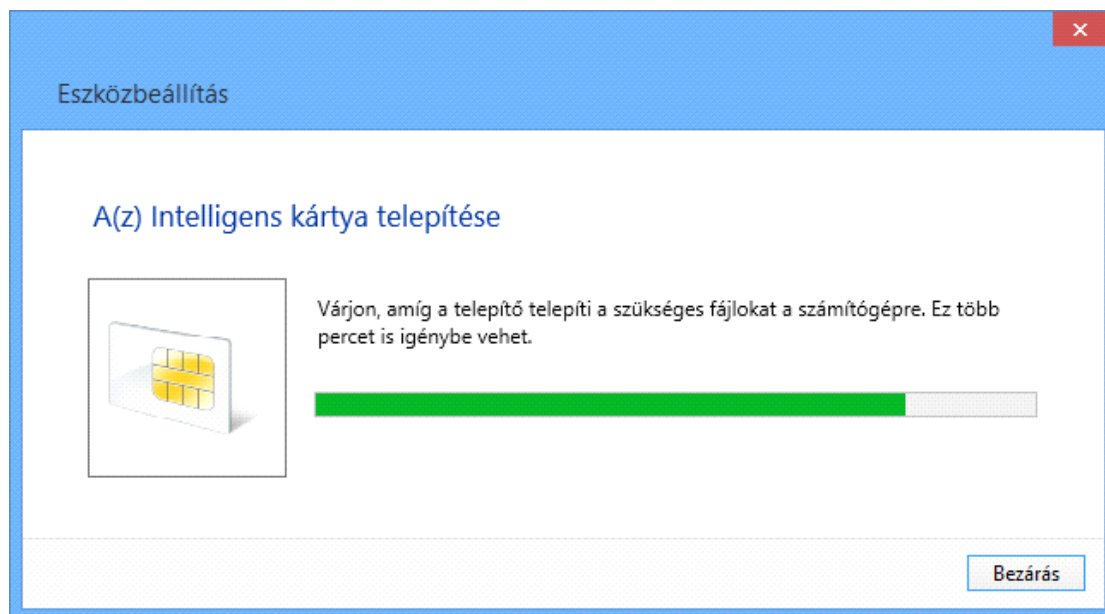 Eszközbeállítás
A(z) Intelligens kártya telepítése
Várjon, amíg a telepítő telepíti a szükséges fájlokat a számítógépre. Ez több
percet is igénybe vehet.
Bezárás